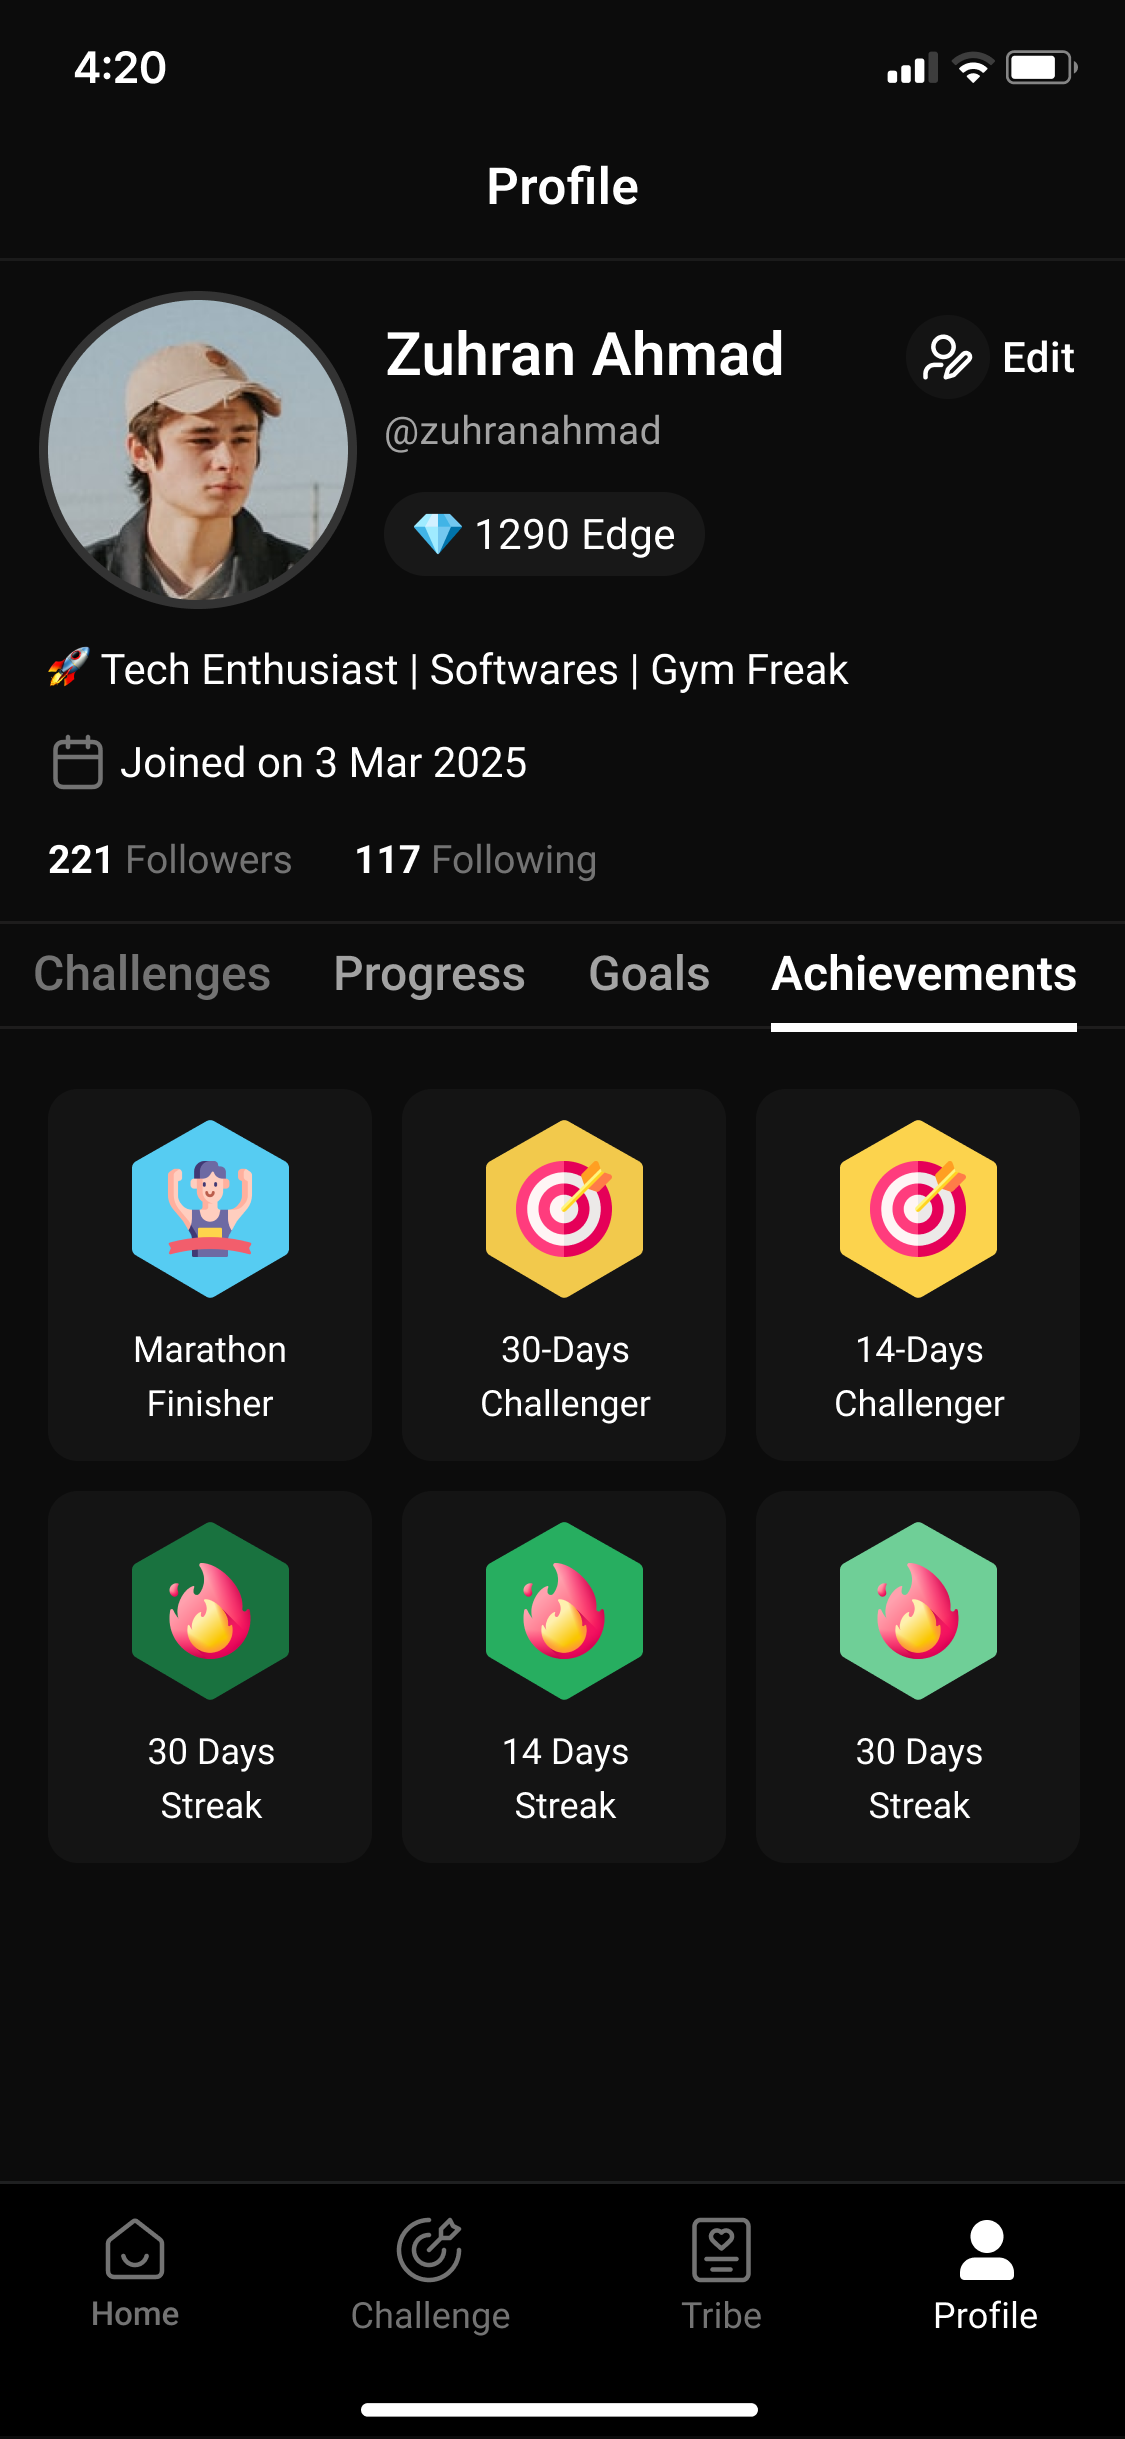 4:20
Profile
Zuhran Ahmad
Edit
@zuhranahmad
💎 1290 Edge
🚀 Tech Enthusiast | Softwares | Gym Freak
Joined on 3 Mar 2025
221 Followers 117 Following
Challenges Progress Goals Achievements
Marathon
Finisher
30-Days
Challenger
14-Days
Challenger
30 Days
Streak
14 Days
Streak
30 Days
Streak
Home Challenge Tribe Profile